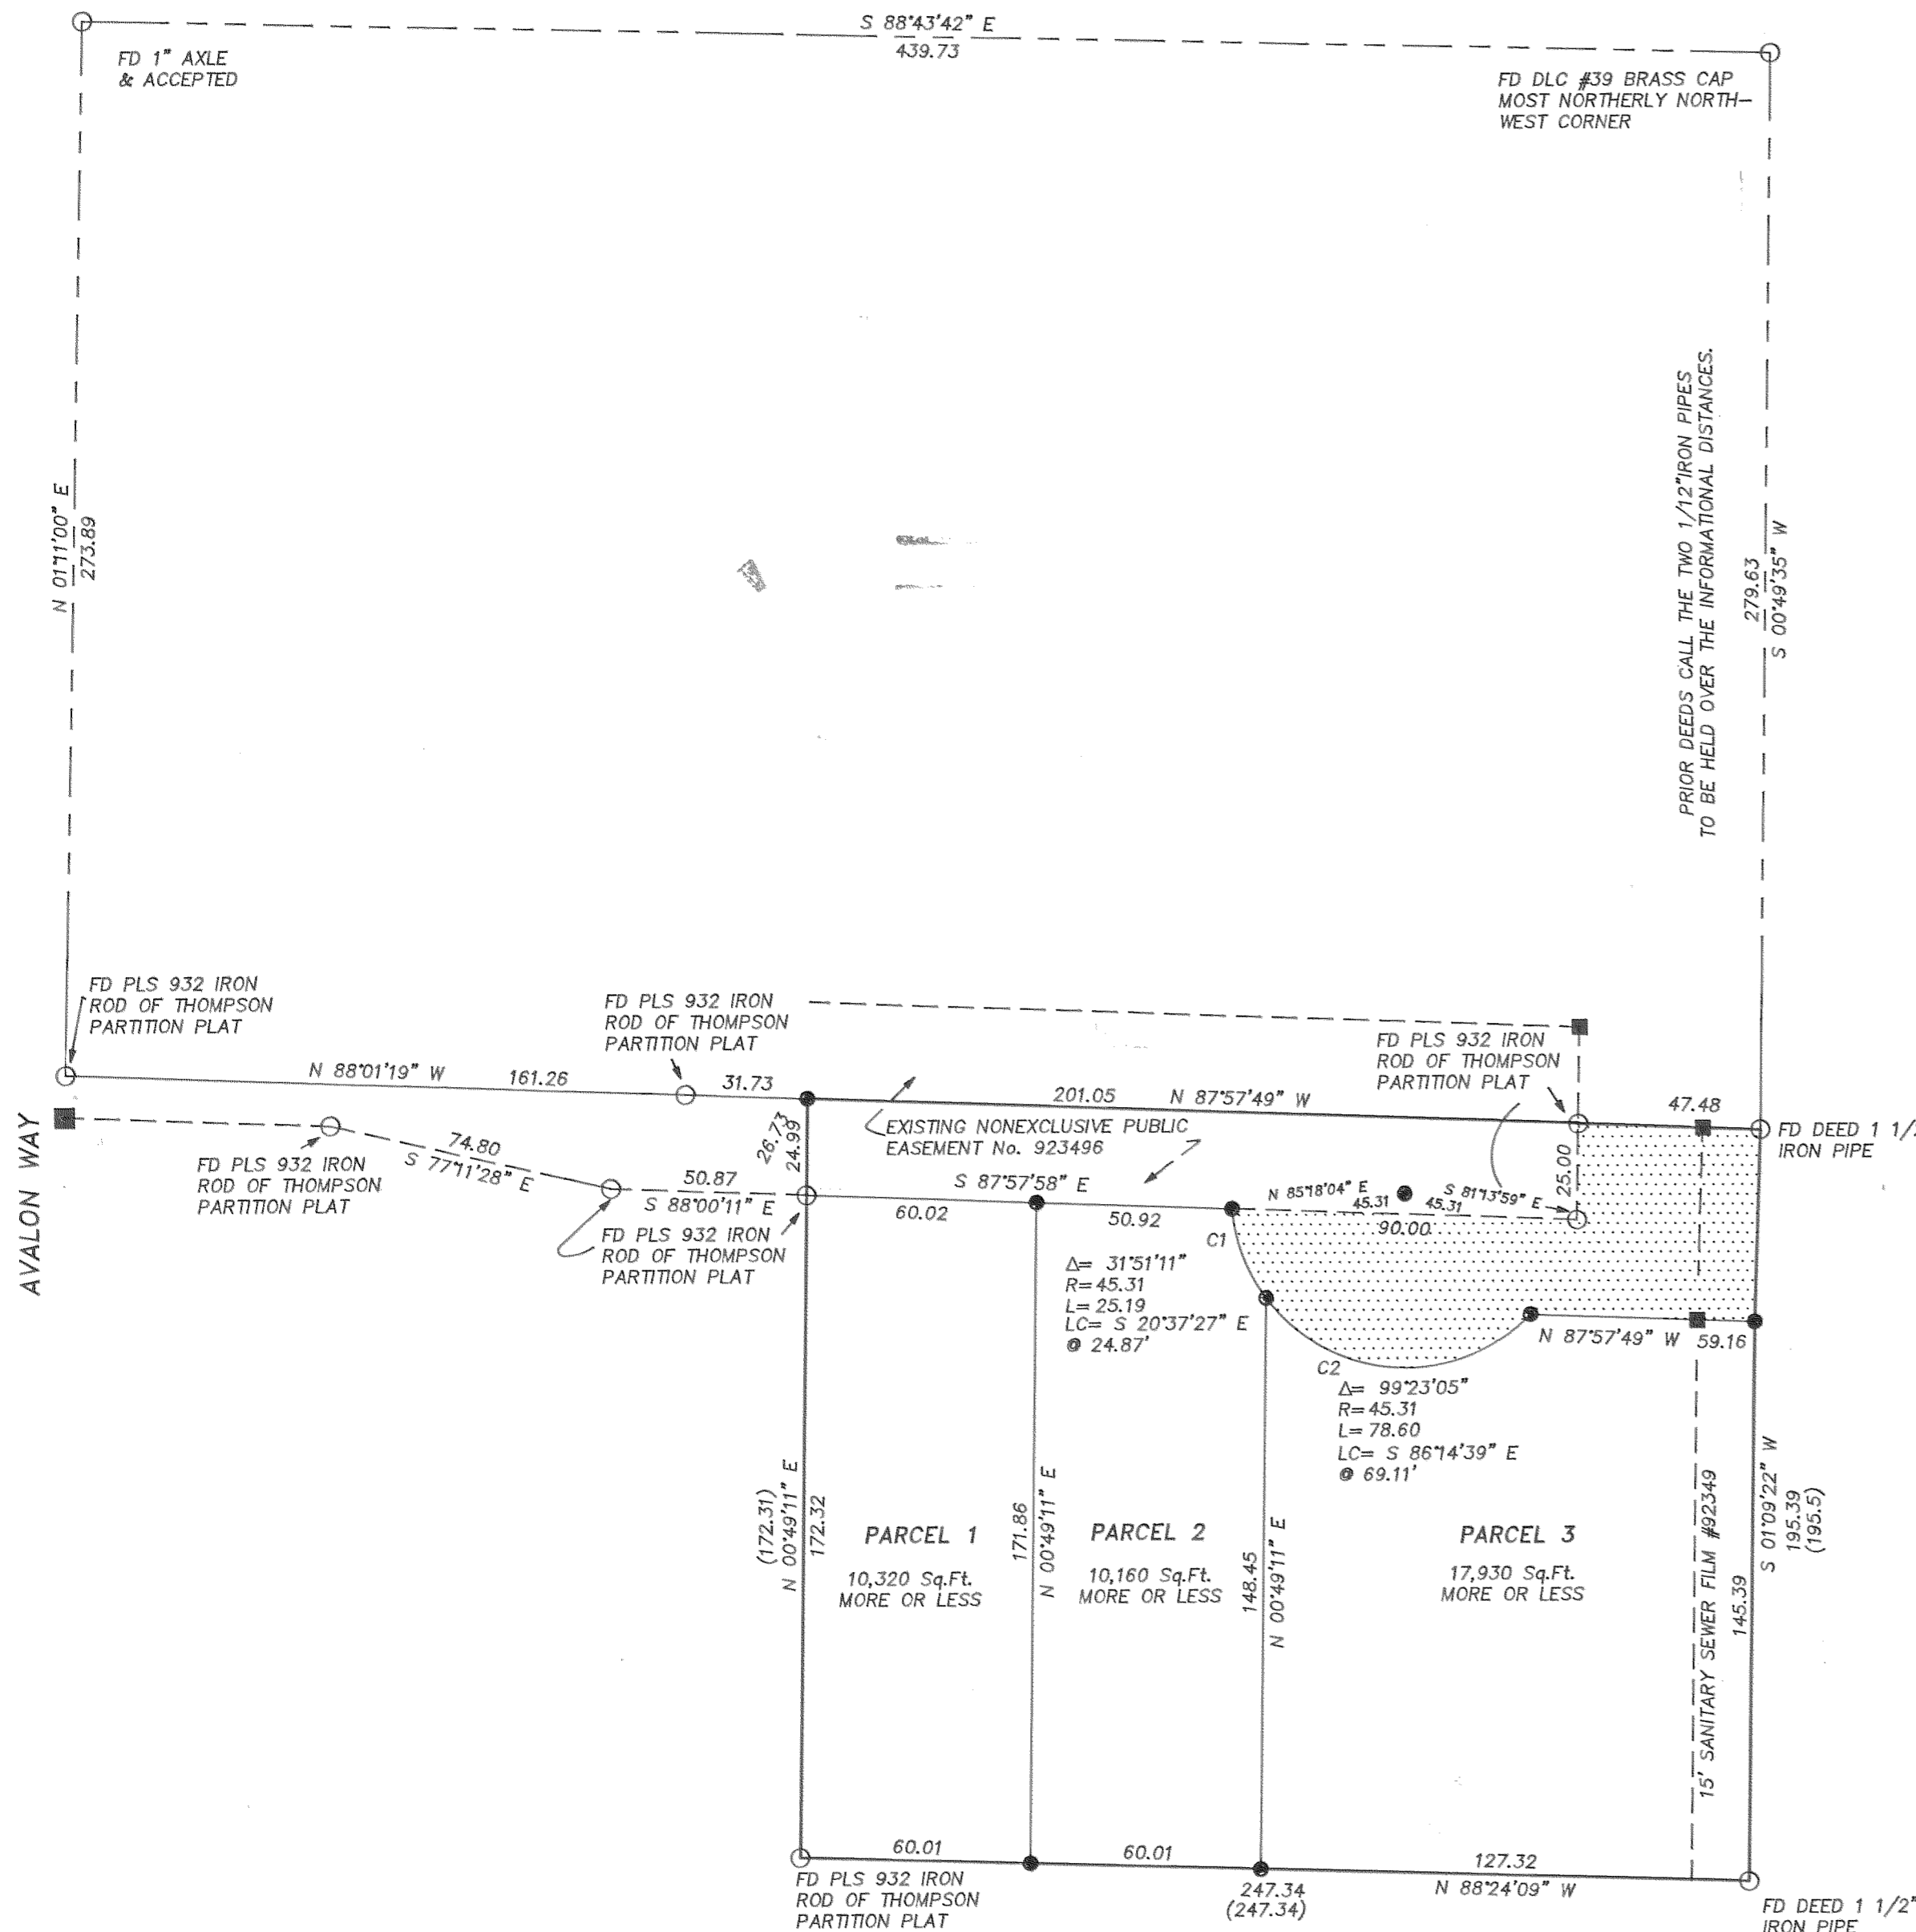 S 88°43'42" E
439.73
FD 1" AXLE
& ACCEPTED
FD DLC #39 BRASS CAP
MOST NORTHERLY NORTH-
WEST CORNER
N 01°11'00" E
273.89
PRIOR DEEDS CALL THE TWO 1/12"IRON PIPES
TO BE HELD OVER THE INFORMATIONAL DISTANCES.
279.63
S 00°49'35" W
FD PLS 932 IRON
ROD OF THOMPSON
PARTITION PLAT
FD PLS 932 IRON
ROD OF THOMPSON
PARTITION PLAT
FD PLS 932 IRON
ROD OF THOMPSON
PARTITION PLAT
N 88°01'19" W
161.26
31.73
201.05
N 87°57'49" W
47.48
EXISTING NONEXCLUSIVE PUBLIC
EASEMENT No. 923496
FD DEED 1 1/
IRON PIPE
AVALON WAY
74.80
S 77°11'28" E
FD PLS 932 IRON
ROD OF THOMPSON
PARTITION PLAT
50.87
S 88°00'11" E
26.73
24.99
FD PLS 932 IRON
ROD OF THOMPSON
PARTITION PLAT
S 87°57'58" E
60.02
50.92
N 85°18'04" E
45.31
45.31
S 81°13'59" E
90.00
25.00
C1
Δ= 31°51'11"
R=45.31
L=25.19
LC= S 20°37'27" E
@ 24.87'
C2
Δ= 99°23'05"
R=45.31
L=78.60
LC= S 86°14'39" E
@ 69.11'
N 87°57'49" W
59.16
(172.31)
N 00°49'11" E
172.32
PARCEL 1
10,320 Sq.Ft.
MORE OR LESS
171.86
N 00°49'11" E
PARCEL 2
10,160 Sq.Ft.
MORE OR LESS
148.45
N 00°49'11" E
PARCEL 3
17,930 Sq.Ft.
MORE OR LESS
15' SANITARY SEWER FILM #92349
145.39
S 01°09'22" W
195.39
(195.5)
60.01
60.01
127.32
247.34
(247.34)
N 88°24'09" W
FD PLS 932 IRON
ROD OF THOMPSON
PARTITION PLAT
FD DEED 1 1/2"
IRON PIPE